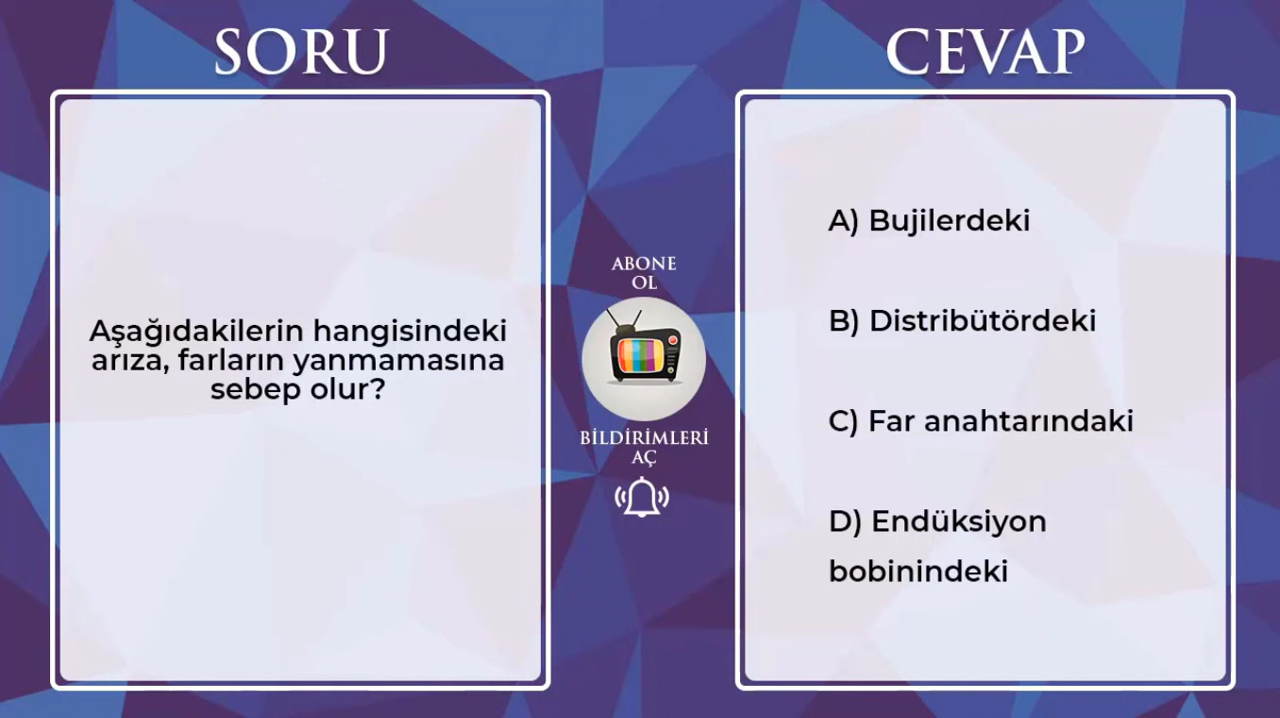 SORU
Aşağıdakilerin hangisindeki
arıza, farların yanmamasına
sebep olur?
ABONE
OL
BİLDİRİMLERİ
AÇ
CEVAP
A) Bujilerdeki
B) Distribütördeki
C) Far anahtarındaki
D) Endüksiyon
bobinindeki